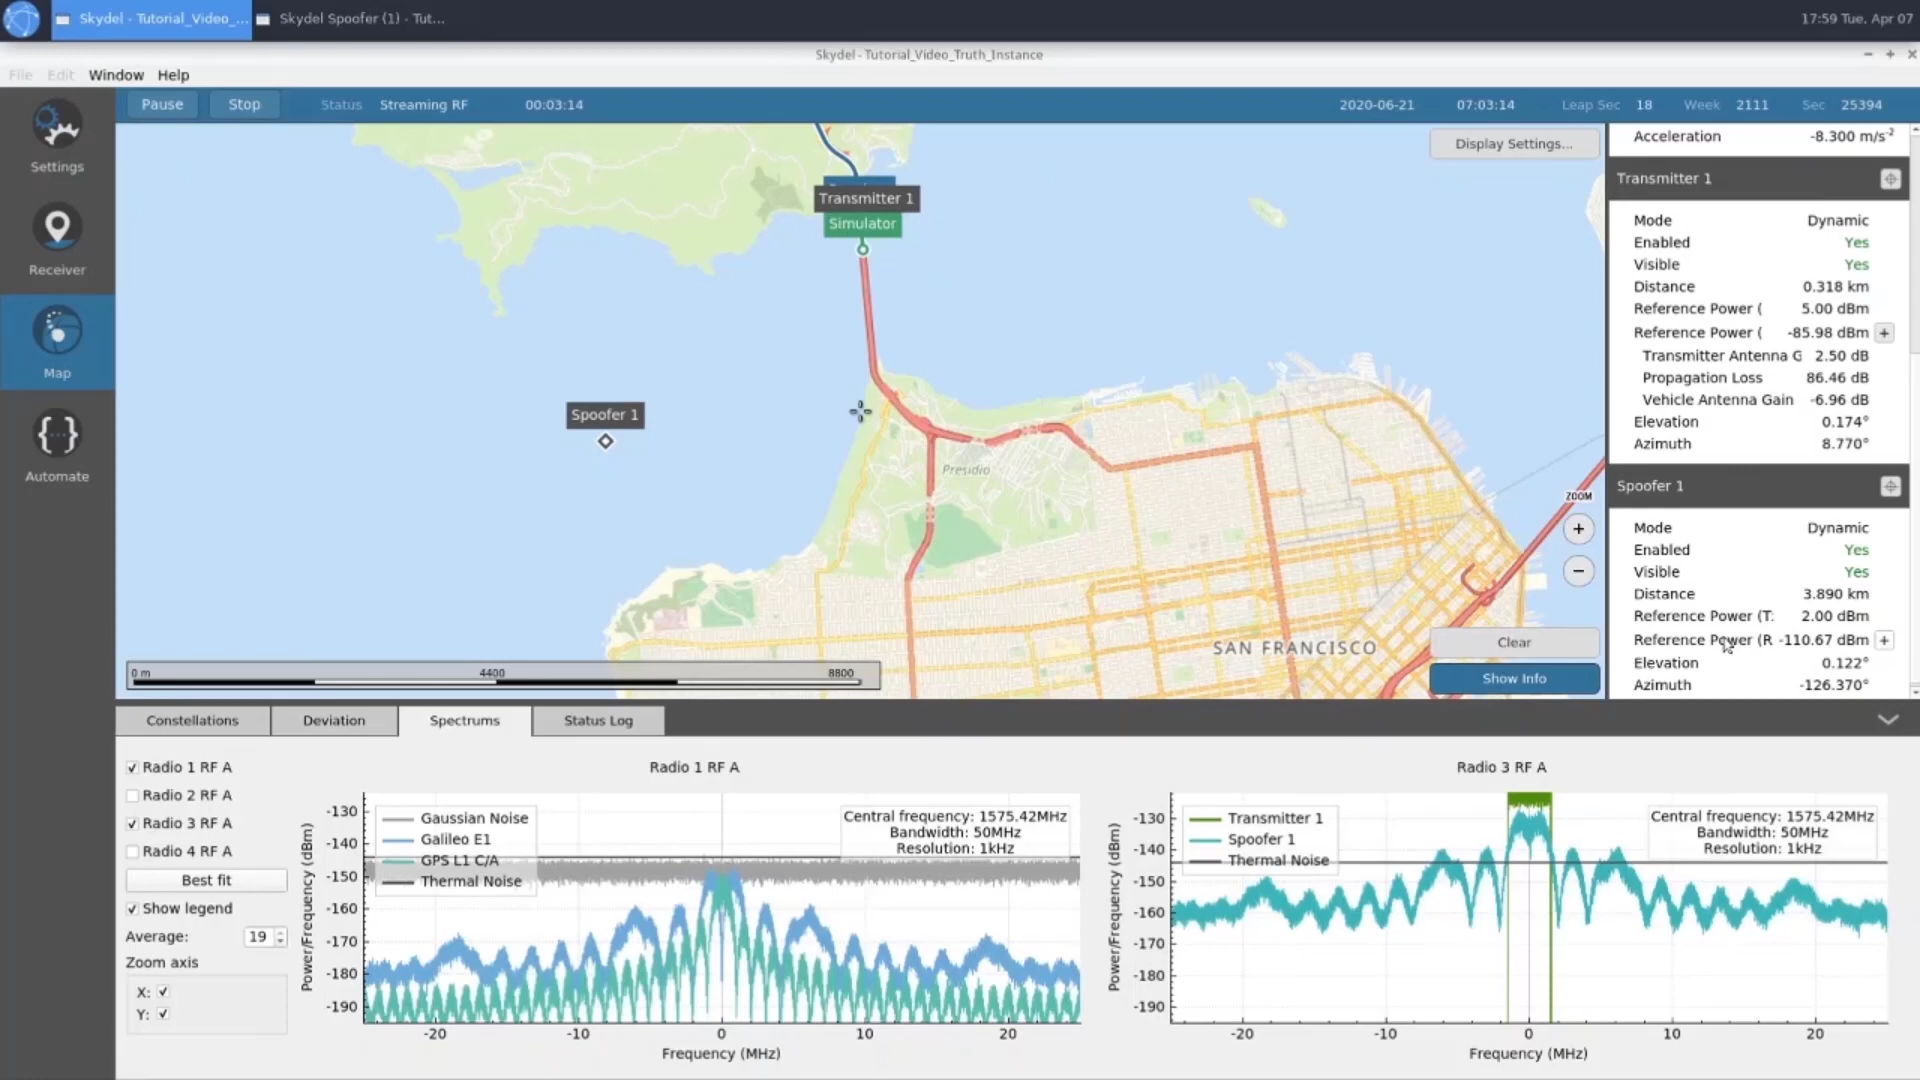 Skydel - Tutorial_Video_...
Skydel Spoofer (1) - Tut...
17:59 Tue, Apr 07
Skydel - Tutorial_Video_Truth_Instance
File Edit Window Help
Pause Stop Status Streaming RF 00:03:14 2020-06-21 07:03:14 Leap Sec 18 Week 2111 Sec 25394
Settings
Receiver
Map
Automate
Display Settings...
Transmitter 1
Simulator
Spoofer 1
Presidio
SAN FRANCISCO
ZOOM
+
−
0 m 4400 8800
Clear
Show Info
Acceleration -8.300 m/s⁻²
Transmitter 1
Mode Dynamic
Enabled Yes
Visible Yes
Distance 0.318 km
Reference Power ( 5.00 dBm
Reference Power ( -85.98 dBm +
Transmitter Antenna G 2.50 dB
Propagation Loss 86.46 dB
Vehicle Antenna Gain -6.96 dB
Elevation 0.174°
Azimuth 8.770°
Spoofer 1
Mode Dynamic
Enabled Yes
Visible Yes
Distance 3.890 km
Reference Power (T: 2.00 dBm
Reference Power (R -110.67 dBm +
Elevation 0.122°
Azimuth -126.370°
Constellations Deviation Spectrums Status Log
Radio 1 RF A
Radio 2 RF A
Radio 3 RF A
Radio 4 RF A
Best fit
Show legend
Average: 19
Zoom axis
X:
Y:
Radio 1 RF A
Power/Frequency (dBm)
-130
-140
-150
-160
-170
-180
-190
Gaussian Noise
Galileo E1
GPS L1 C/A
Thermal Noise
Central frequency: 1575.42MHz
Bandwidth: 50MHz
Resolution: 1kHz
-20 -10 0 10 20
Frequency (MHz)
Radio 3 RF A
Power/Frequency (dBm)
-130
-140
-150
-160
-170
-180
-190
Transmitter 1
Spoofer 1
Thermal Noise
Central frequency: 1575.42MHz
Bandwidth: 50MHz
Resolution: 1kHz
-20 -10 0 10 20
Frequency (MHz)